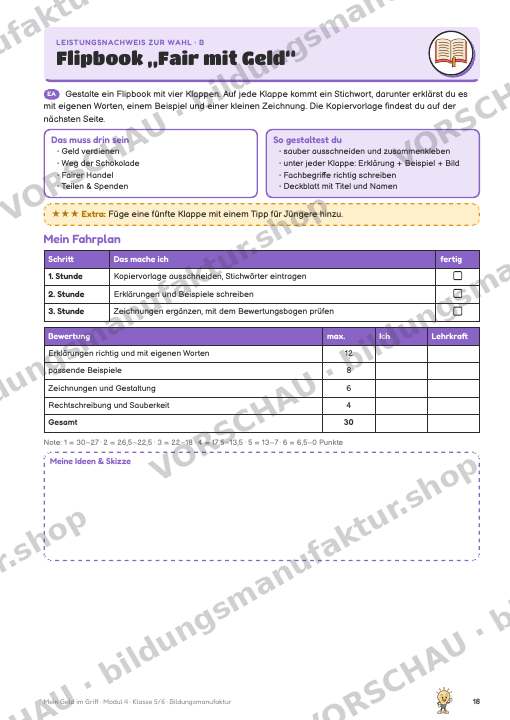 LEISTUNGSNACHWEIS ZUR WAHL · B
Flipbook „Fair mit Geld“
EA Gestalte ein Flipbook mit vier Klappen. Auf jede Klappe kommt ein Stichwort, darunter erklärst du es
mit eigenen Worten, einem Beispiel und einer kleinen Zeichnung. Die Kopiervorlage findest du auf der
nächsten Seite.
Das muss drin sein
· Geld verdienen
· Weg der Schokolade
· Fairer Handel
· Teilen & Spenden
So gestaltest du
· sauber ausschneiden und zusammenkleben
· unter jeder Klappe: Erklärung + Beispiel + Bild
· Fachbegriffe richtig schreiben
· Deckblatt mit Titel und Namen
★★★ Extra: Füge eine fünfte Klappe mit einem Tipp für Jüngere hinzu.
Mein Fahrplan
Schritt Das mache ich fertig
1. Stunde Kopiervorlage ausschneiden, Stichwörter eintragen
2. Stunde Erklärungen und Beispiele schreiben
3. Stunde Zeichnungen ergänzen, mit dem Bewertungsbogen prüfen
Bewertung max. Ich Lehrkraft
Erklärungen richtig und mit eigenen Worten 12
passende Beispiele 8
Zeichnungen und Gestaltung 6
Rechtschreibung und Sauberkeit 4
Gesamt 30
Note: 1 = 30–27 · 2 = 26,5–22,5 · 3 = 22–18 · 4 = 17,5–13,5 · 5 = 13–7 · 6 = 6,5–0 Punkte
Meine Ideen & Skizze
Mein Geld im Griff · Modul 4 · Klasse 5/6 · Bildungsmanufaktur
18
VORSCHAU · bildungsmanufaktur.shop